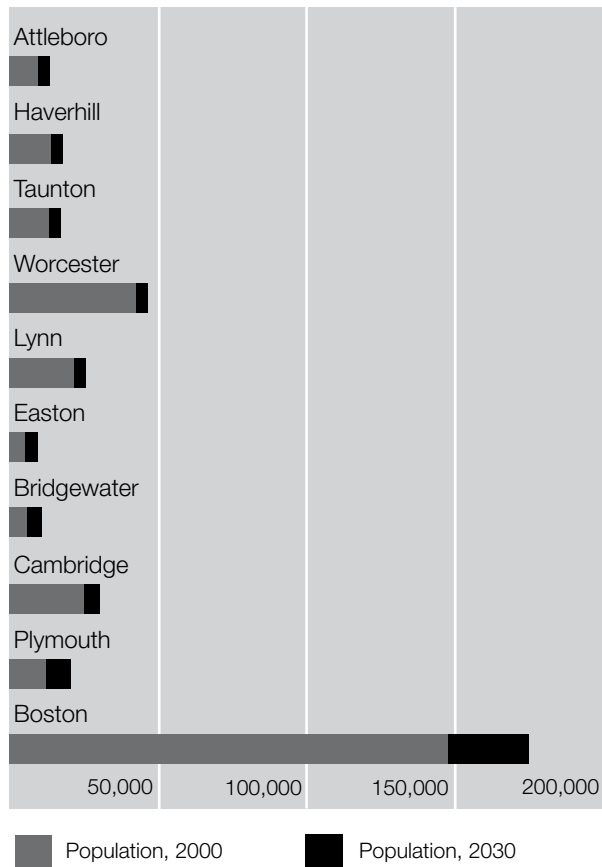 Attleboro
Haverhill
Taunton
Worcester
Lynn
Easton
Bridgewater
Cambridge
Plymouth
Boston
50,000 100,000 150,000 200,000
Population, 2000 Population, 2030